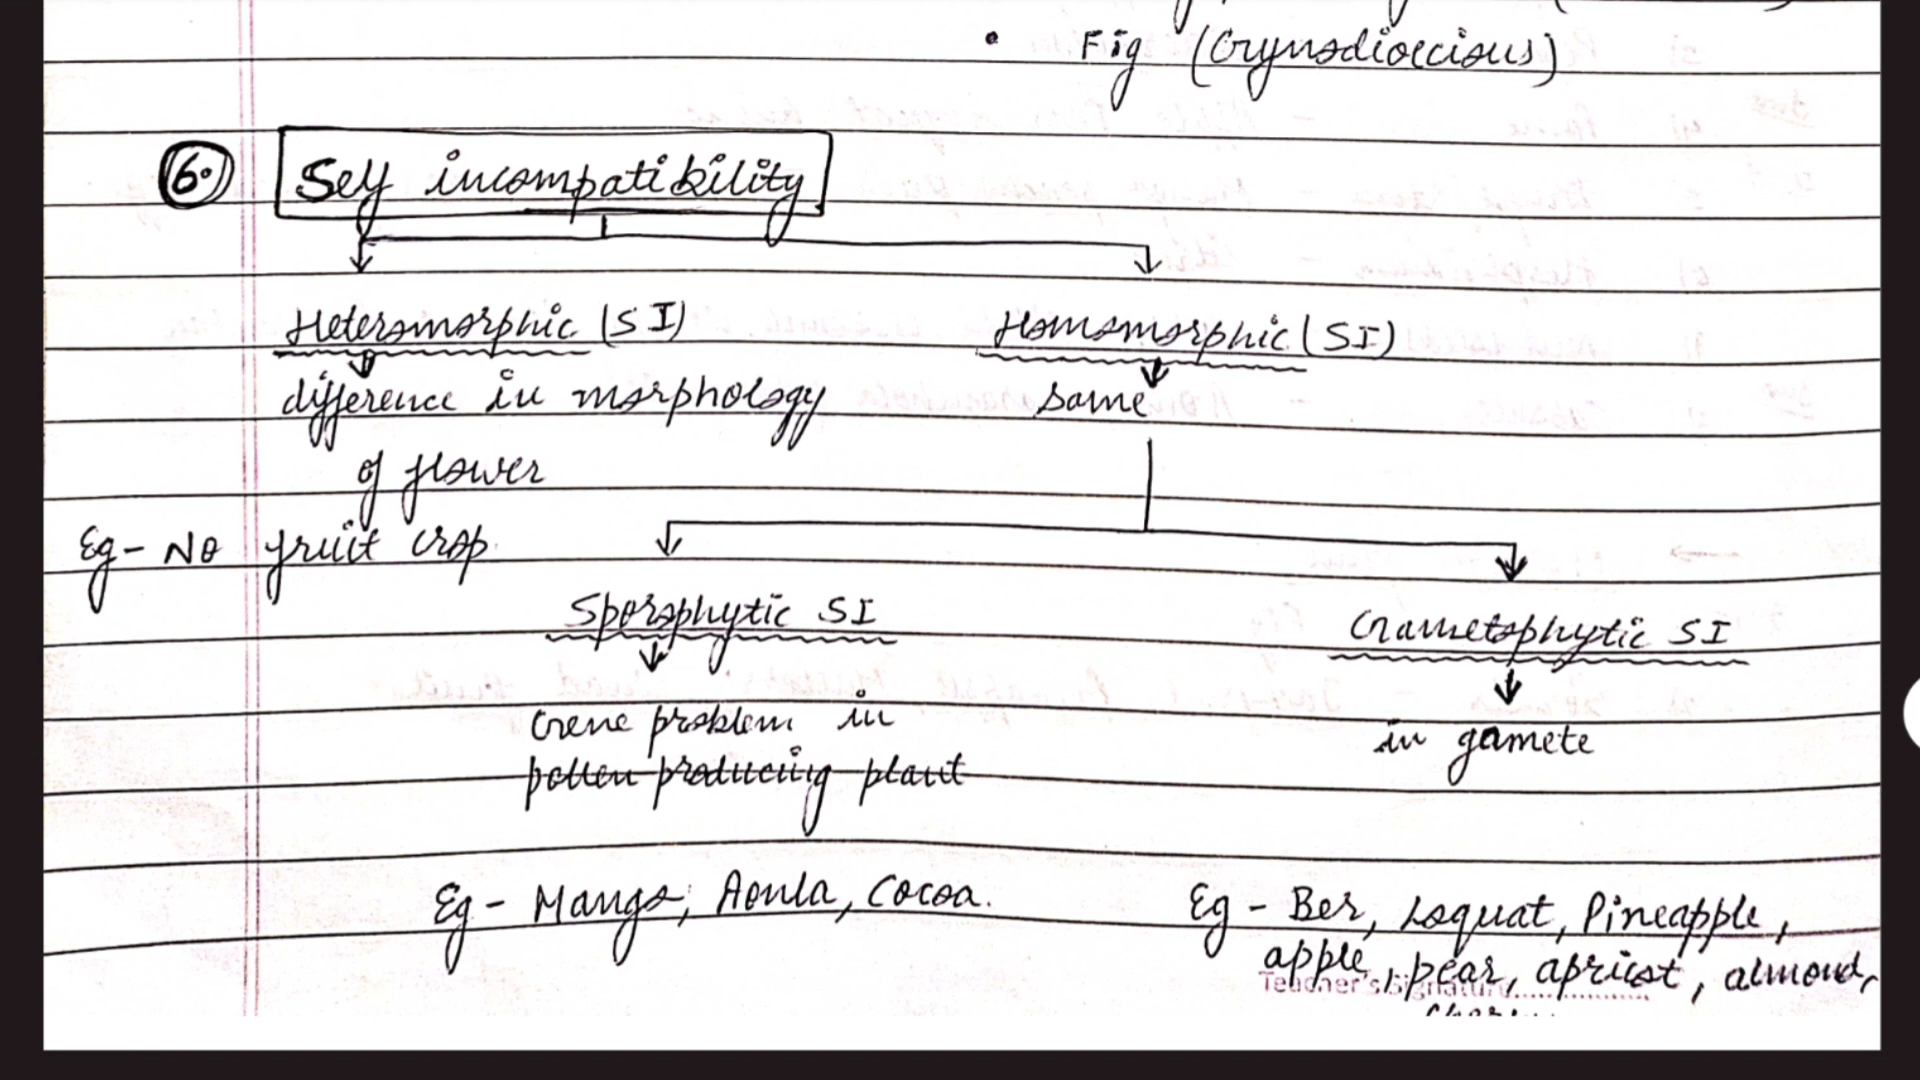 • Fig (Gynodioecious)
6. Self incompatibility
Heteromorphic (SI)
Homomorphic (SI)
difference in morphology
of flower
same
Eg - No fruit crop
Sporophytic SI
Gametophytic SI
Gene problem in
pollen producing plant
in gamete
Eg - Mango, Aonla, Cocoa.
Eg - Ber, Loquat, Pineapple,
apple, pear, apricot, almond,
Teacher's Signature..................